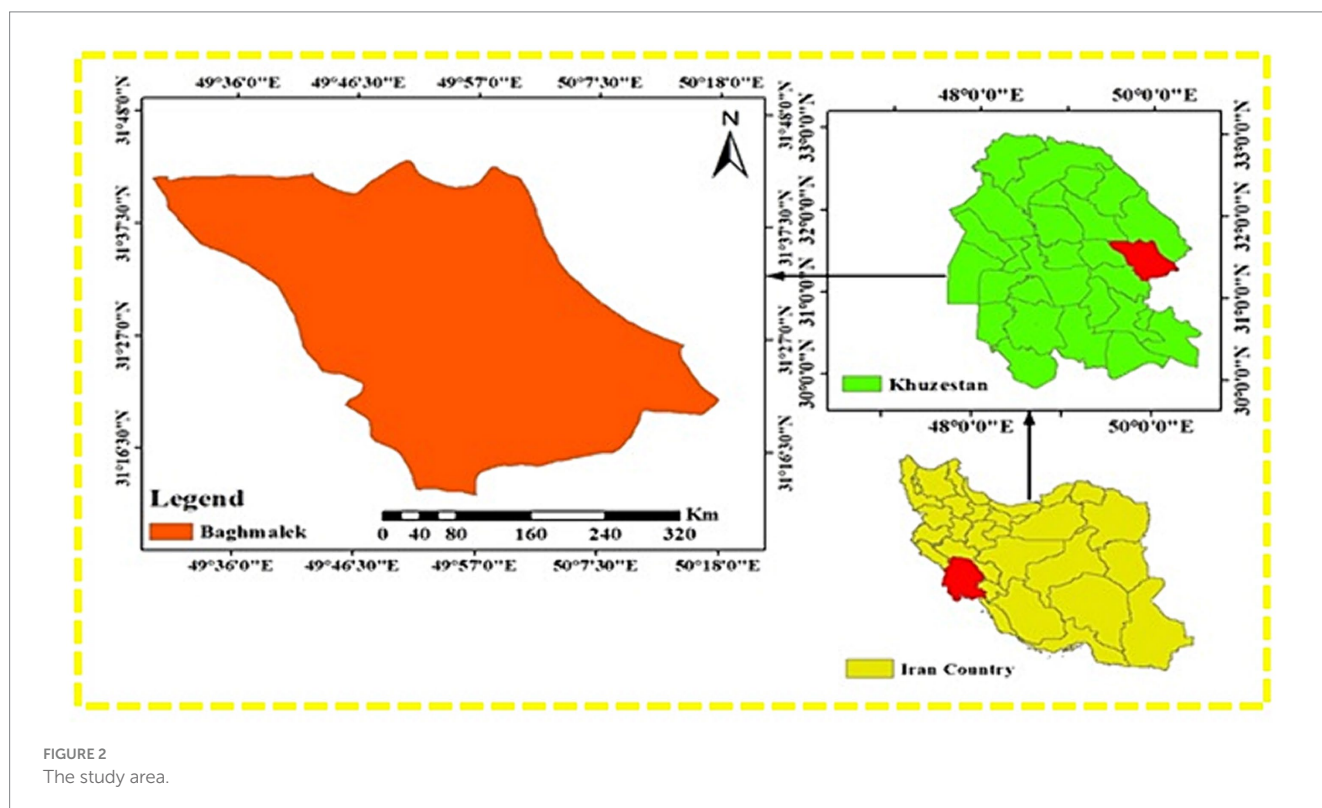 49°36'0"E 49°46'30"E 49°57'0"E 50°7'30"E 50°18'0"E
31°48'0"N
31°37'30"N
31°27'0"N
31°16'30"N
N
31°48'0"N
31°37'30"N
31°27'0"N
31°16'30"N
Legend
Baghmalek
Km
0 40 80 160 240 320
49°36'0"E 49°46'30"E 49°57'0"E 50°7'30"E 50°18'0"E
48°0'0"E 50°0'0"E
33°0'0"N
32°0'0"N
31°0'0"N
30°0'0"N
33°0'0"N
32°0'0"N
31°0'0"N
30°0'0"N
Khuzestan
48°0'0"E 50°0'0"E
Iran Country
FIGURE 2
The study area.